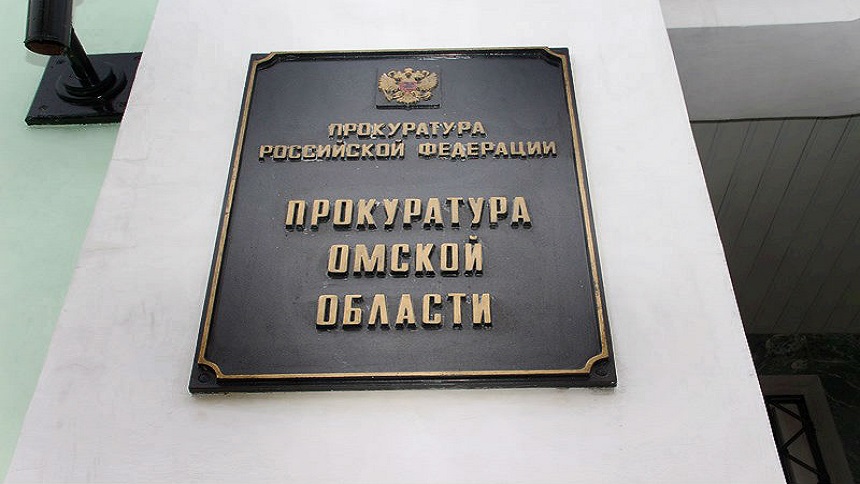 ПРОКУРАТУРА
РОССИЙСКОЙ ФЕДЕРАЦИИ
ПРОКУРАТУРА
ОМСКОЙ
ОБЛАСТИ